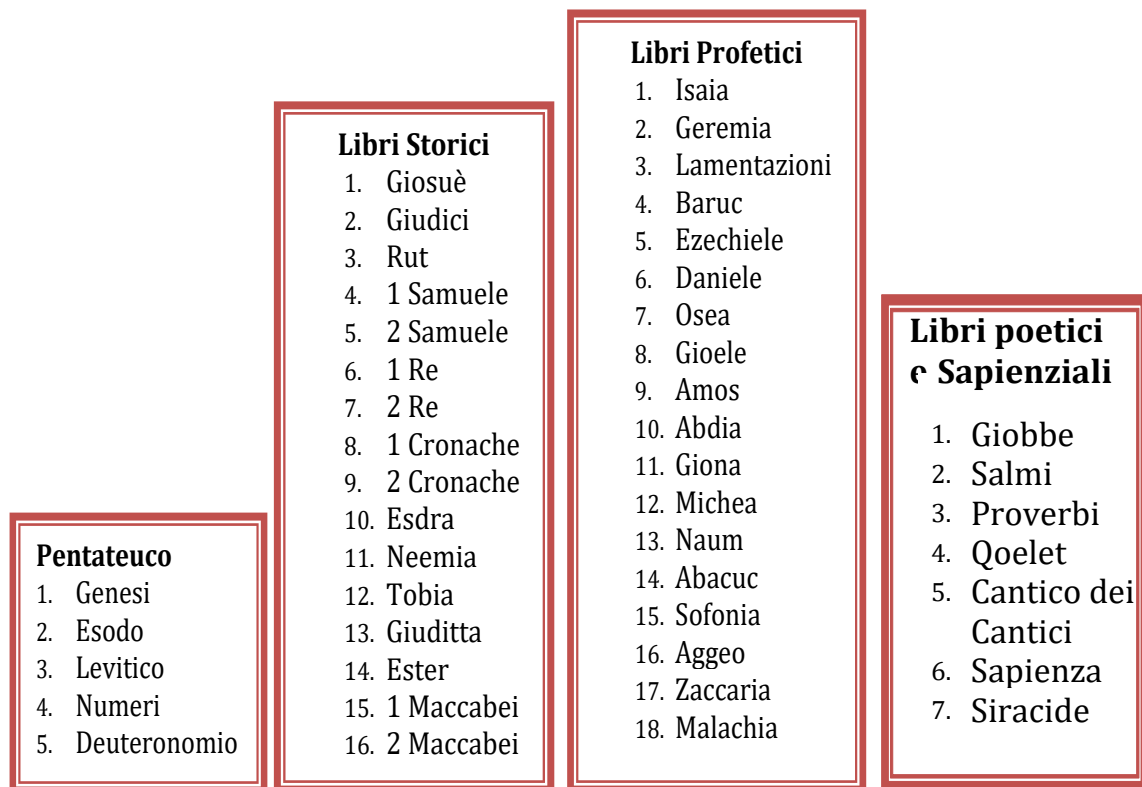 Pentateuco
1. Genesi
2. Esodo
3. Levitico
4. Numeri
5. Deuteronomio
Libri Storici
1. Giosuè
2. Giudici
3. Rut
4. 1 Samuele
5. 2 Samuele
6. 1 Re
7. 2 Re
8. 1 Cronache
9. 2 Cronache
10. Esdra
11. Neemia
12. Tobia
13. Giuditta
14. Ester
15. 1 Maccabei
16. 2 Maccabei
Libri Profetici
1. Isaia
2. Geremia
3. Lamentazioni
4. Baruc
5. Ezechiele
6. Daniele
7. Osea
8. Gioele
9. Amos
10. Abdia
11. Giona
12. Michea
13. Naum
14. Abacuc
15. Sofonia
16. Aggeo
17. Zaccaria
18. Malachia
Libri poetici
e Sapienziali
1. Giobbe
2. Salmi
3. Proverbi
4. Qoelet
5. Cantico dei
Cantici
6. Sapienza
7. Siracide